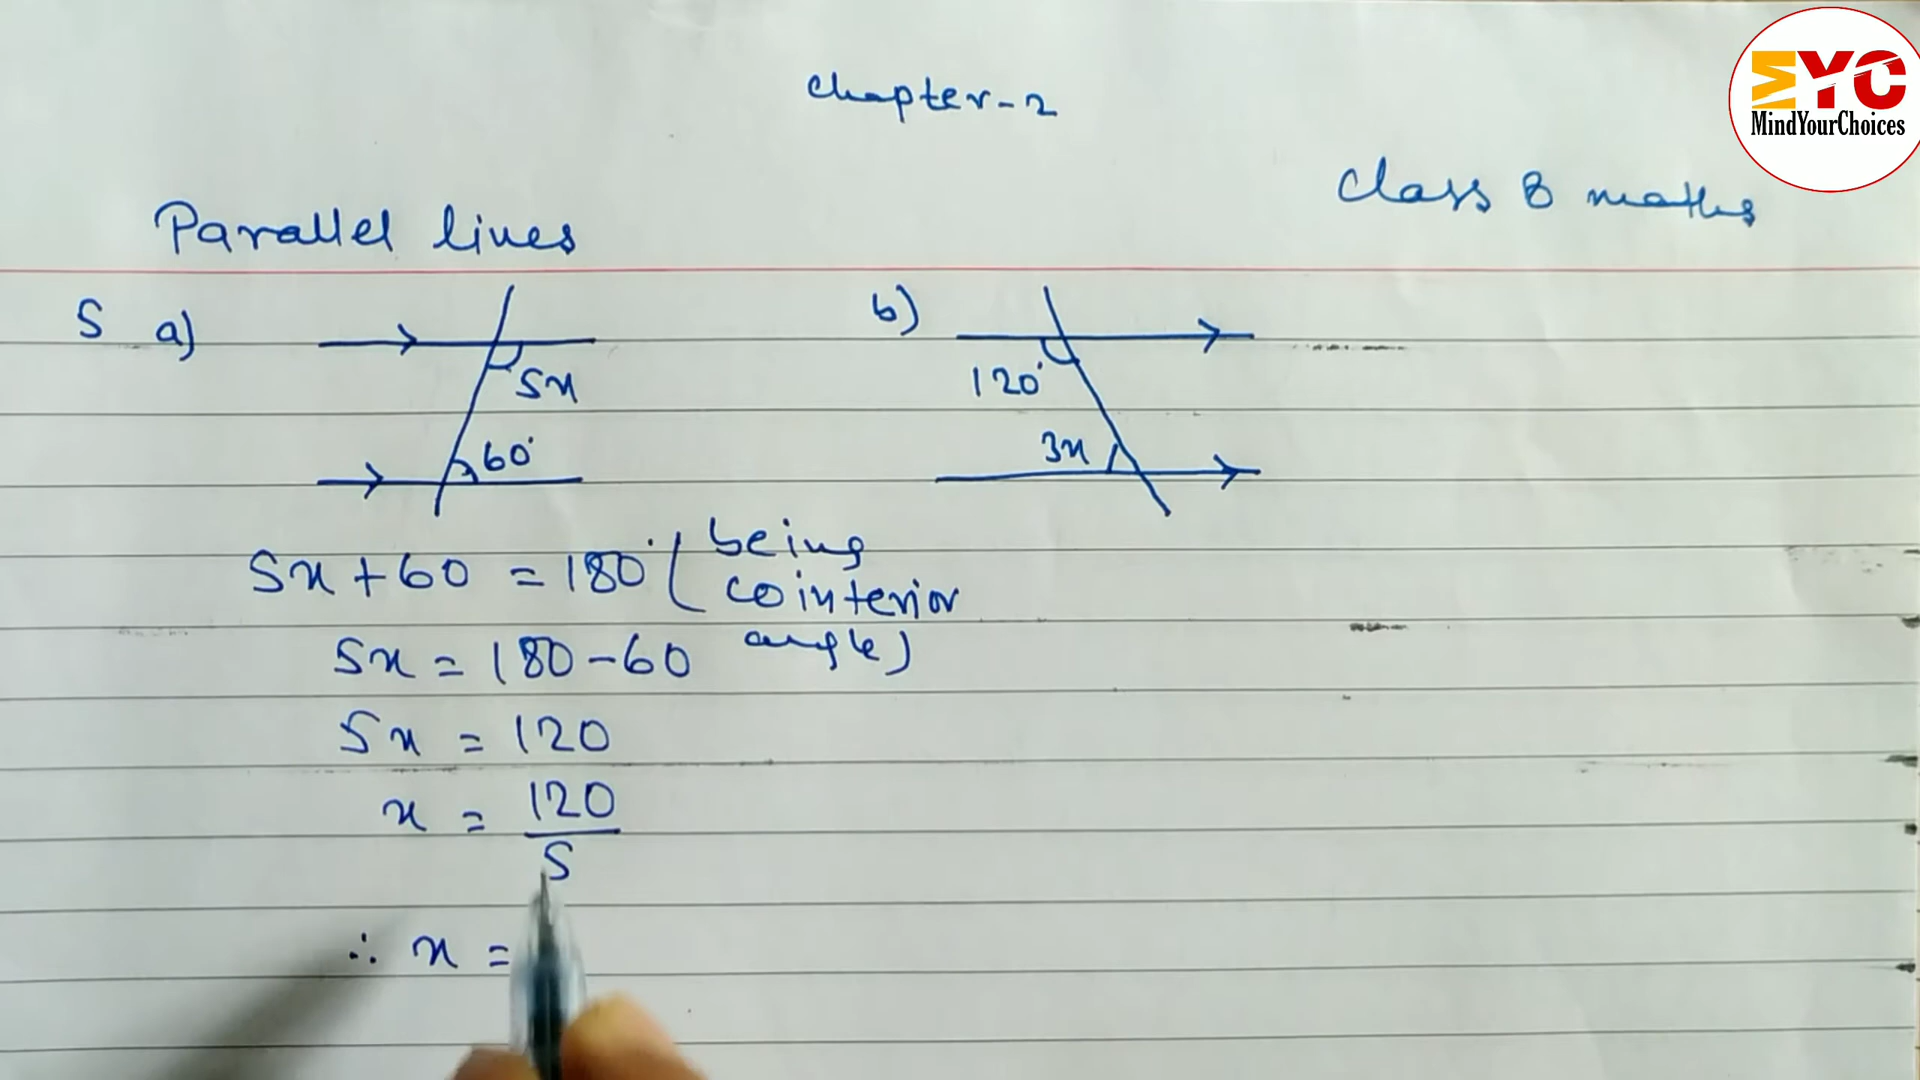 MYC
MindYourChoices
chapter-2
class 8 maths
Parallel lines
5 a)
5x
60°
b)
120°
3x
5x+60 = 180° (being
cointerior
angle)
5x = 180-60
5x = 120
x = 120
5
∴ x =